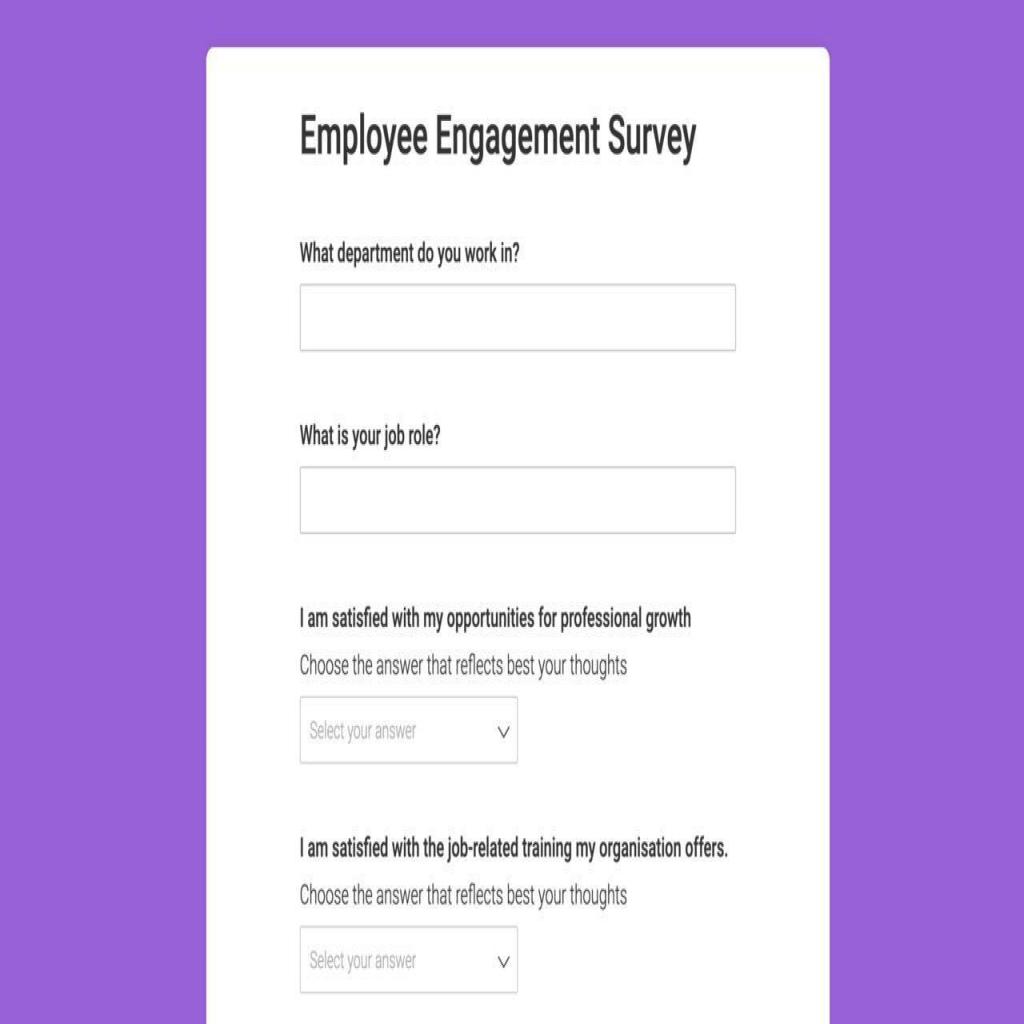 Employee Engagement Survey
What department do you work in?
What is your job role?
I am satisfied with my opportunities for professional growth
Choose the answer that reflects best your thoughts
Select your answer
I am satisfied with the job-related training my organisation offers.
Choose the answer that reflects best your thoughts
Select your answer